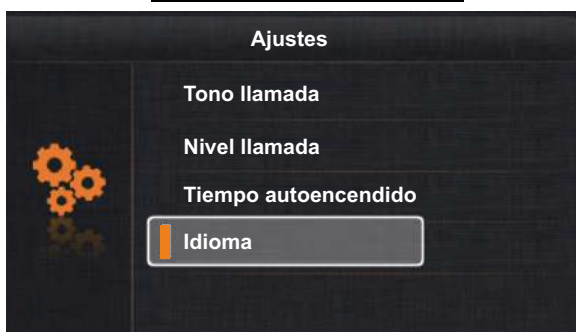 Ajustes
Tono llamada
Nivel llamada
Tiempo autoencendido
Idioma